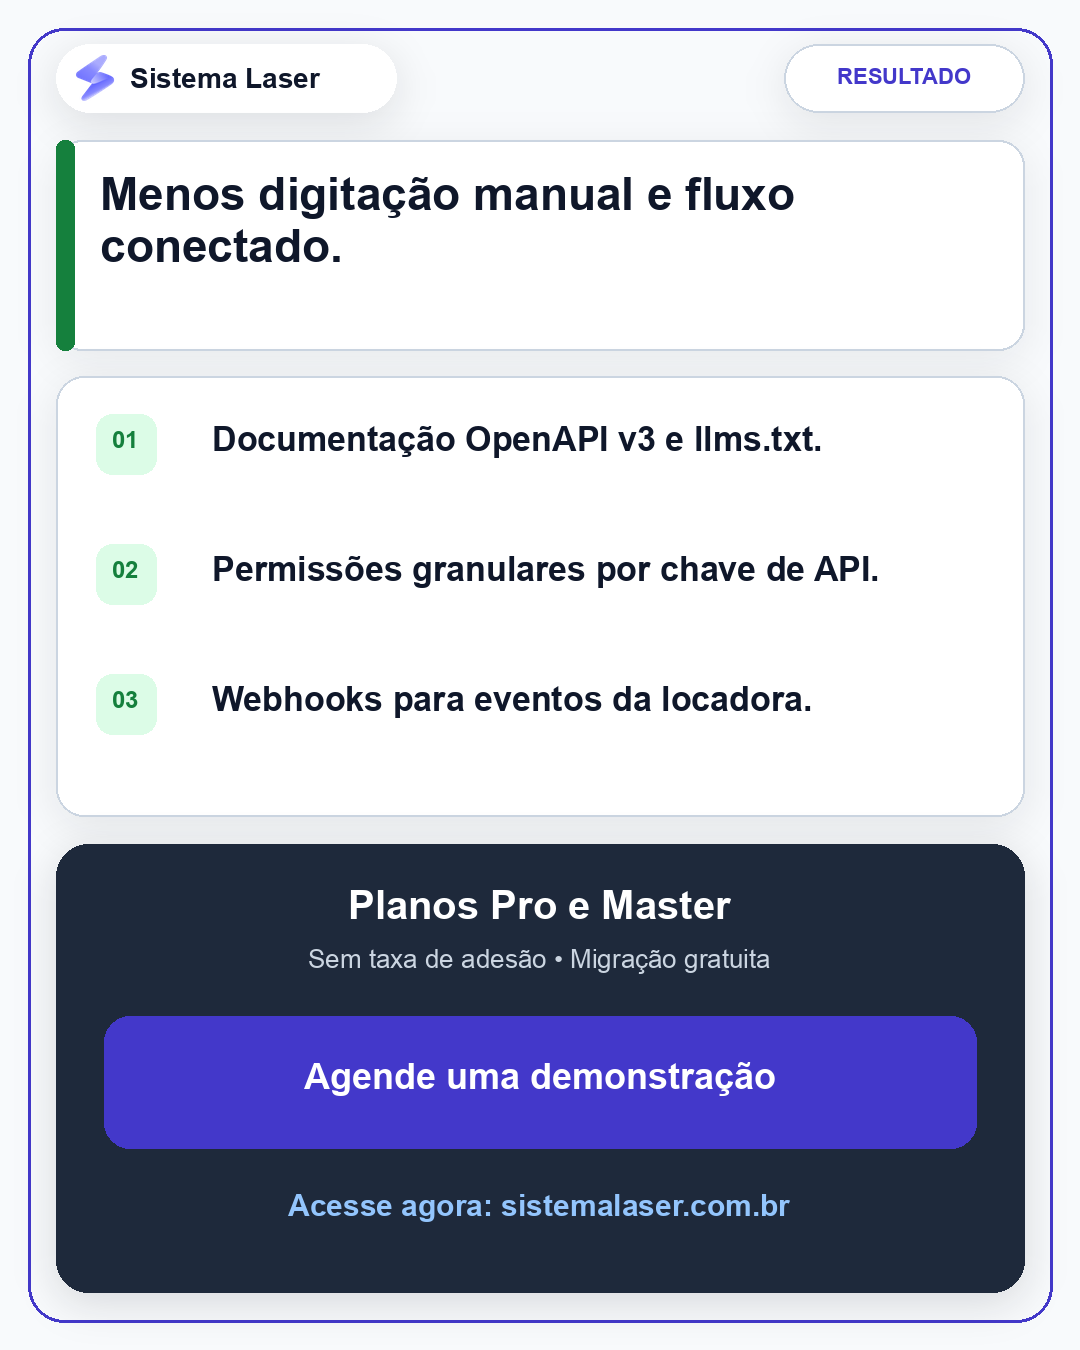 Sistema Laser
RESULTADO
Menos digitação manual e fluxo
conectado.
01
Documentação OpenAPI v3 e llms.txt.
02
Permissões granulares por chave de API.
03
Webhooks para eventos da locadora.
Planos Pro e Master
Sem taxa de adesão • Migração gratuita
Agende uma demonstração
Acesse agora: sistemalaser.com.br